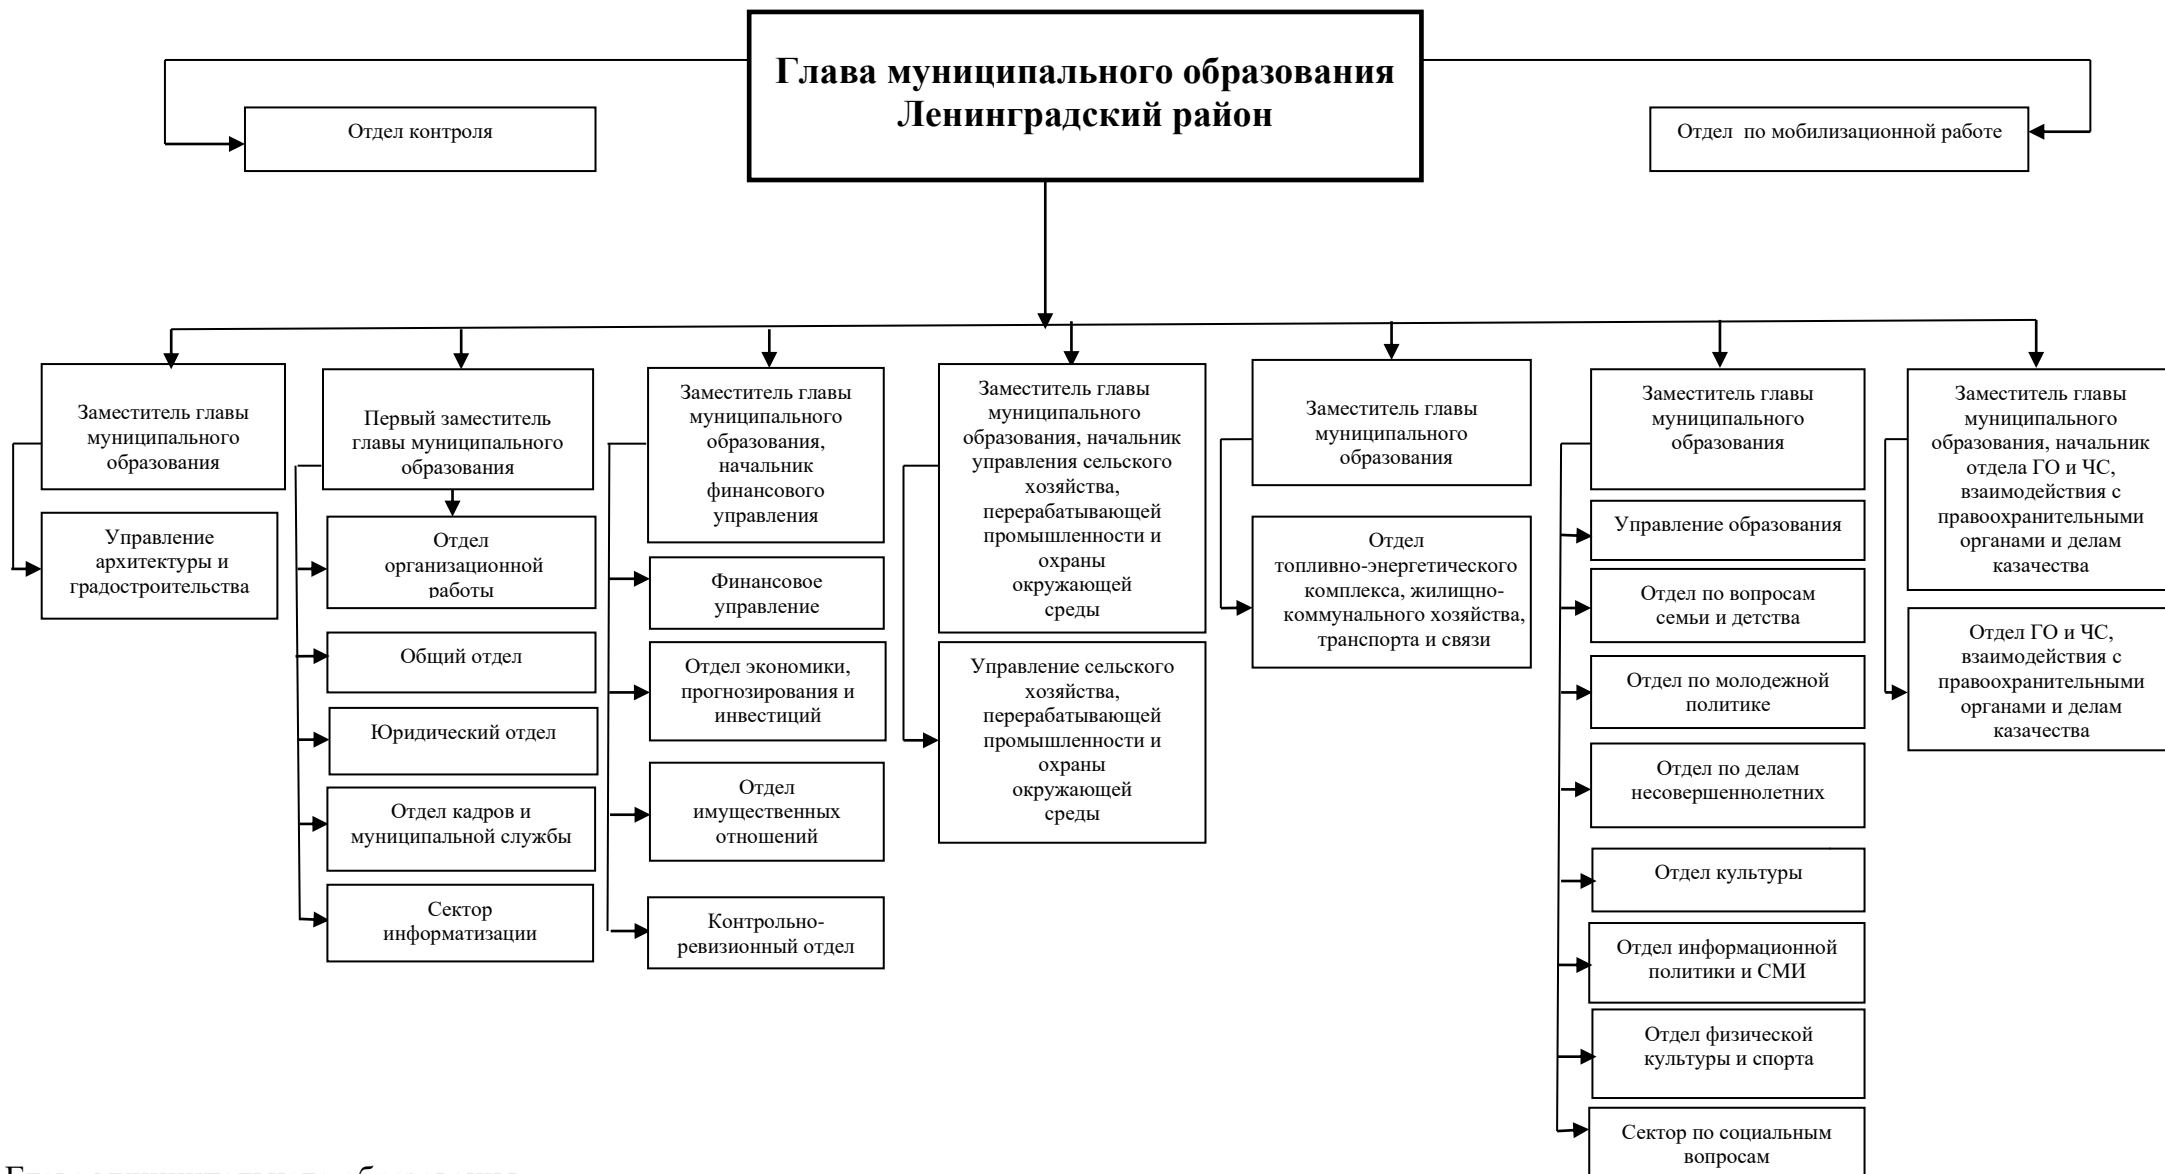 Глава муниципального образования
Ленинградский район
Отдел контроля
Отдел по мобилизационной работе
Заместитель главы
муниципального
образования
Управление
архитектуры и
градостроительства
Первый заместитель
главы муниципального
образования
Отдел
организационной
работы
Общий отдел
Юридический отдел
Отдел кадров и
муниципальной службы
Сектор
информатизации
Заместитель главы
муниципального
образования,
начальник
финансового
управления
Финансовое
управление
Отдел экономики,
прогнозирования и
инвестиций
Отдел
имущественных
отношений
Контрольно-
ревизионный отдел
Заместитель главы
муниципального
образования, начальник
управления сельского
хозяйства,
перерабатывающей
промышленности и
охраны
окружающей
среды
Управление сельского
хозяйства,
перерабатывающей
промышленности и
охраны
окружающей
среды
Заместитель главы
муниципального
образования
Отдел
топливно-энергетического
комплекса, жилищно-
коммунального хозяйства,
транспорта и связи
Заместитель главы
муниципального
образования
Управление образования
Отдел по вопросам
семьи и детства
Отдел по молодежной
политике
Отдел по делам
несовершеннолетних
Отдел культуры
Отдел информационной
политики и СМИ
Отдел физической
культуры и спорта
Сектор по социальным
вопросам
Заместитель главы
муниципального
образования, начальник
отдела ГО и ЧС,
взаимодействия с
правоохранительными
органами и делам
казачества
Отдел ГО и ЧС,
взаимодействия с
правоохранительными
органами и делам
казачества